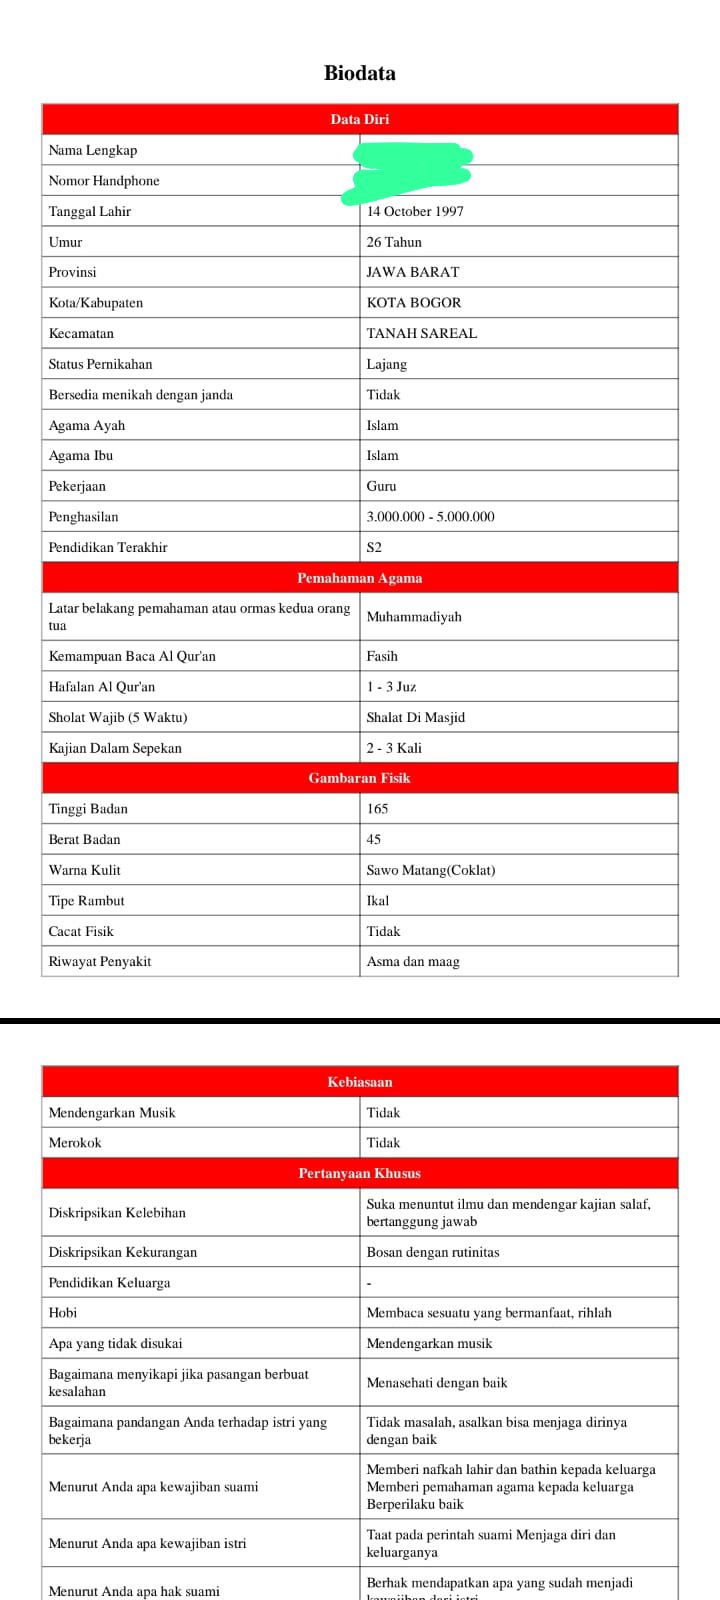 Biodata
Data Diri
Nama Lengkap
Nomor Handphone
Tanggal Lahir 14 October 1997
Umur 26 Tahun
Provinsi JAWA BARAT
Kota/Kabupaten KOTA BOGOR
Kecamatan TANAH SAREAL
Status Pernikahan Lajang
Bersedia menikah dengan janda Tidak
Agama Ayah Islam
Agama Ibu Islam
Pekerjaan Guru
Penghasilan 3.000.000 - 5.000.000
Pendidikan Terakhir S2
Pemahaman Agama
Latar belakang pemahaman atau ormas kedua orang
tua
Muhammadiyah
Kemampuan Baca Al Qur'an Fasih
Hafalan Al Qur'an 1 - 3 Juz
Sholat Wajib (5 Waktu) Shalat Di Masjid
Kajian Dalam Sepekan 2 - 3 Kali
Gambaran Fisik
Tinggi Badan 165
Berat Badan 45
Warna Kulit Sawo Matang(Coklat)
Tipe Rambut Ikal
Cacat Fisik Tidak
Riwayat Penyakit Asma dan maag
Kebiasaan
Mendengarkan Musik Tidak
Merokok Tidak
Pertanyaan Khusus
Diskripsikan Kelebihan
Suka menuntut ilmu dan mendengar kajian salaf,
bertanggung jawab
Diskripsikan Kekurangan Bosan dengan rutinitas
Pendidikan Keluarga -
Hobi Membaca sesuatu yang bermanfaat, rihlah
Apa yang tidak disukai Mendengarkan musik
Bagaimana menyikapi jika pasangan berbuat
kesalahan
Menasehati dengan baik
Bagaimana pandangan Anda terhadap istri yang
bekerja
Tidak masalah, asalkan bisa menjaga dirinya
dengan baik
Menurut Anda apa kewajiban suami
Memberi nafkah lahir dan bathin kepada keluarga
Memberi pemahaman agama kepada keluarga
Berperilaku baik
Menurut Anda apa kewajiban istri
Taat pada perintah suami Menjaga diri dan
keluarganya
Menurut Anda apa hak suami
Berhak mendapatkan apa yang sudah menjadi